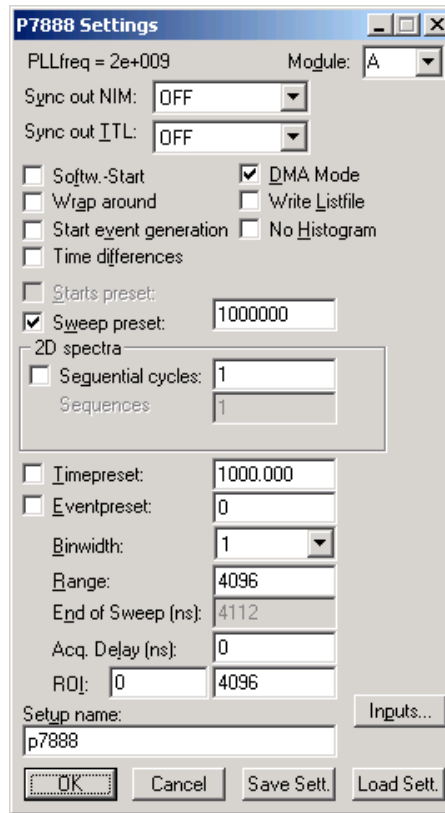 P7888 Settings
PLLfreq = 2e+009 Module: A
Sync out NIM: OFF
Sync out TTL: OFF
Softw.-Start DMA Mode
Wrap around Write Listfile
Start event generation No Histogram
Time differences
Starts preset:
Sweep preset: 1000000
2D spectra
Sequential cycles: 1
Sequences 1
Timepreset: 1000.000
Eventpreset: 0
Binwidth: 1
Range: 4096
End of Sweep (ns): 4112
Acq. Delay (ns): 0
ROI: 0 4096
Setup name: Inputs...
p7888
OK Cancel Save Sett. Load Sett.